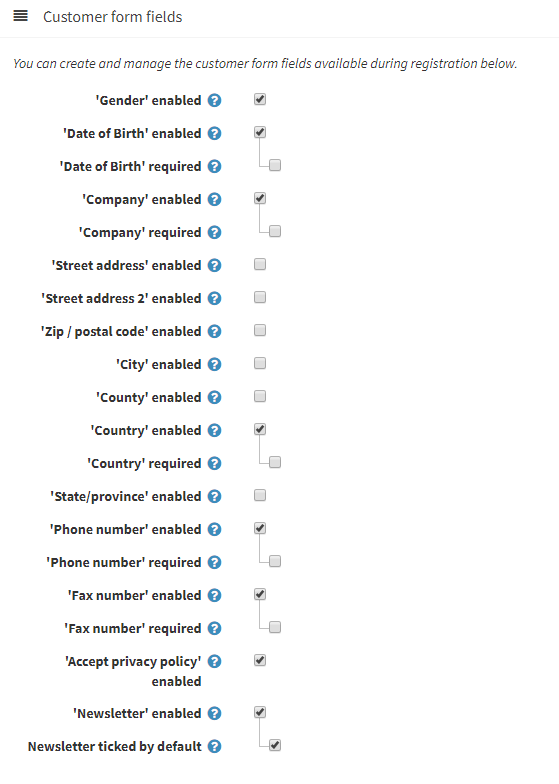 Customer form fields
You can create and manage the customer form fields available during registration below.
'Gender' enabled ?
'Date of Birth' enabled ?
'Date of Birth' required ?
'Company' enabled ?
'Company' required ?
'Street address' enabled ?
'Street address 2' enabled ?
'Zip / postal code' enabled ?
'City' enabled ?
'County' enabled ?
'Country' enabled ?
'Country' required ?
'State/province' enabled ?
'Phone number' enabled ?
'Phone number' required ?
'Fax number' enabled ?
'Fax number' required ?
'Accept privacy policy' ?
enabled
'Newsletter' enabled ?
Newsletter ticked by default ?